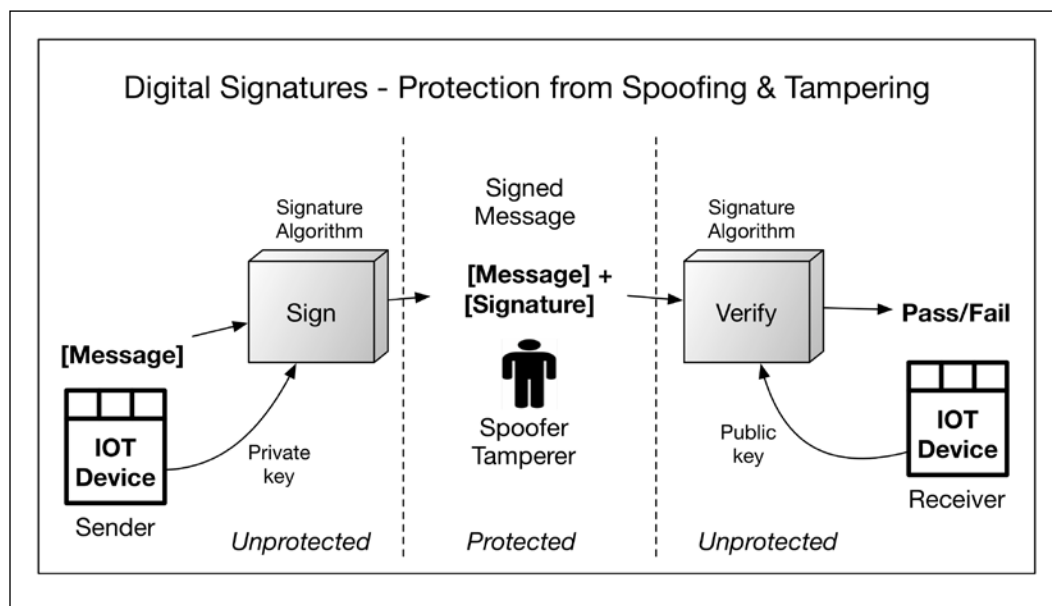 Digital Signatures - Protection from Spoofing & Tampering
Signature
Algorithm
Sign
[Message]
IOT
Device
Sender
Private
key
Unprotected
Signed
Message
[Message] +
[Signature]
Spoofer
Tamperer
Protected
Signature
Algorithm
Verify
Pass/Fail
Public
key
IOT
Device
Receiver
Unprotected